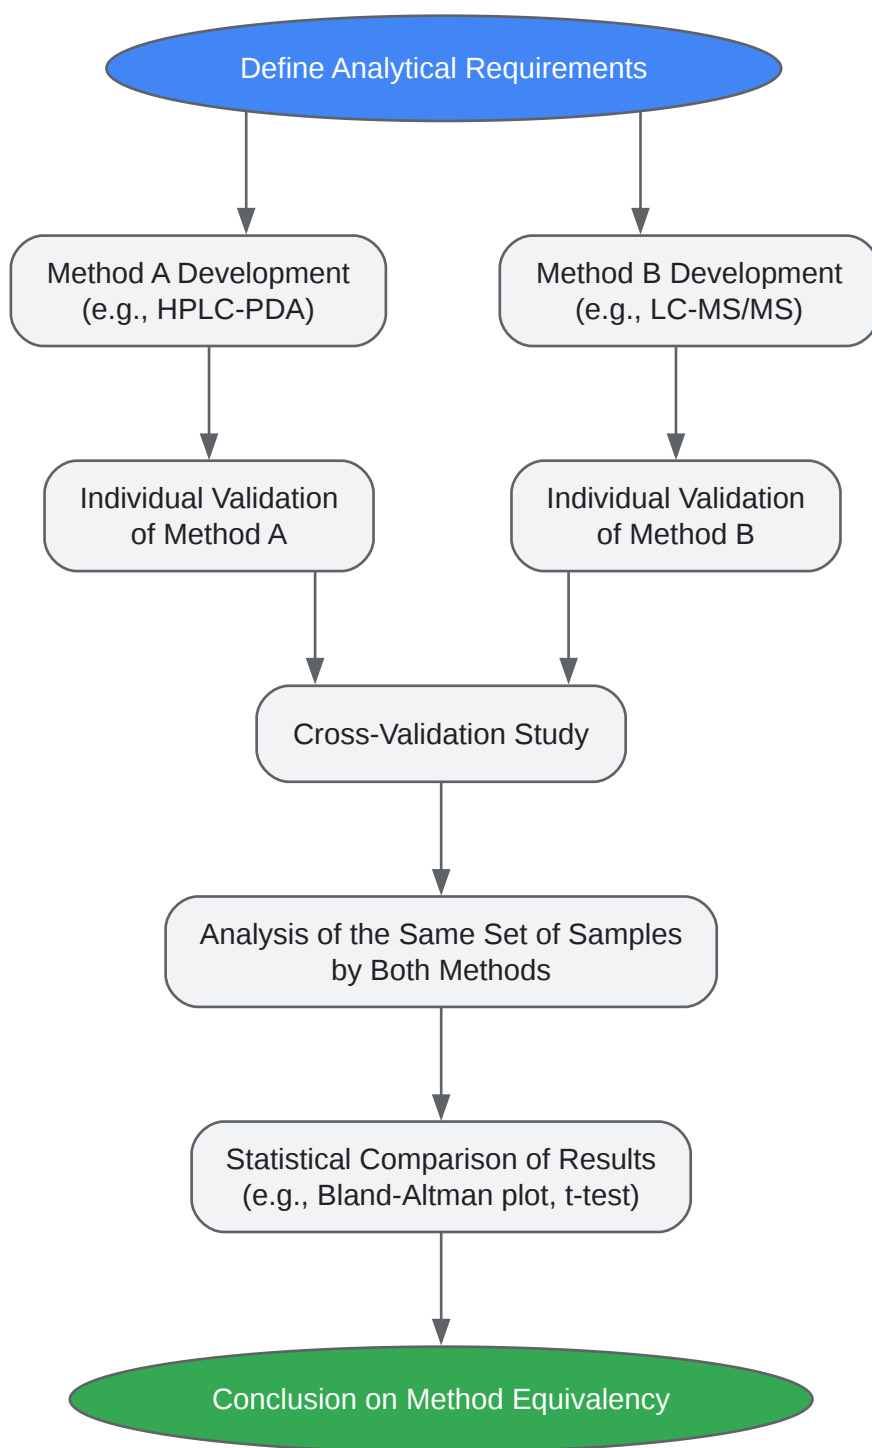 Define Analytical Requirements
Method A Development
(e.g., HPLC-PDA)
Method B Development
(e.g., LC-MS/MS)
Individual Validation
of Method A
Individual Validation
of Method B
Cross-Validation Study
Analysis of the Same Set of Samples
by Both Methods
Statistical Comparison of Results
(e.g., Bland-Altman plot, t-test)
Conclusion on Method Equivalency